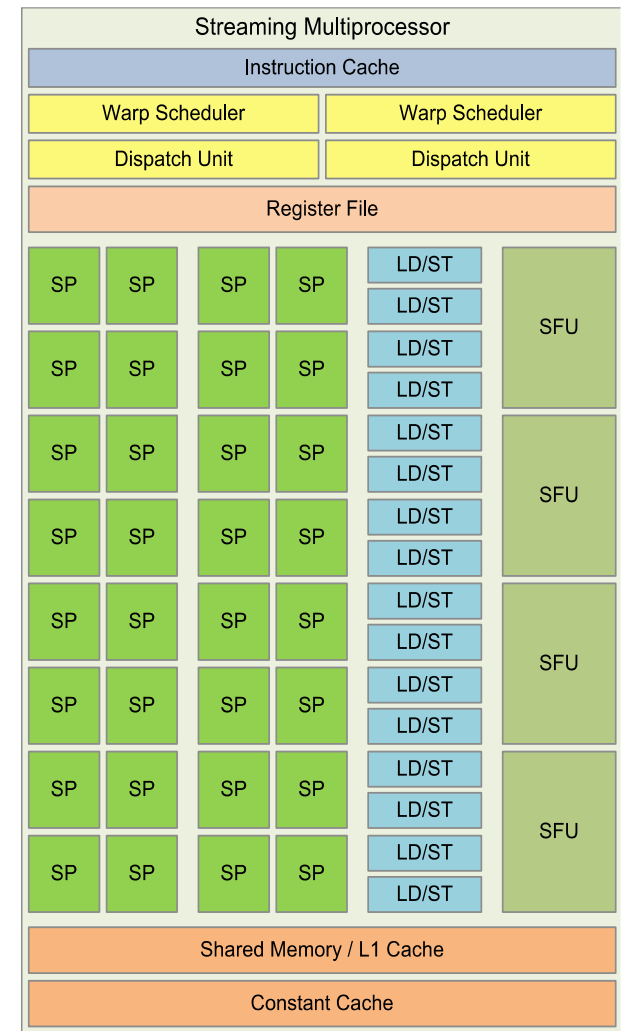 Streaming Multiprocessor
Instruction Cache
Warp Scheduler Warp Scheduler
Dispatch Unit Dispatch Unit
Register File
LD/ST
SP SP SP SP
LD/ST
SFU
LD/ST
SP SP SP SP
LD/ST
LD/ST
SP SP SP SP
LD/ST
SFU
LD/ST
SP SP SP SP
LD/ST
LD/ST
SP SP SP SP
LD/ST
SFU
LD/ST
SP SP SP SP
LD/ST
LD/ST
SP SP SP SP
LD/ST
SFU
LD/ST
SP SP SP SP
LD/ST
Shared Memory / L1 Cache
Constant Cache